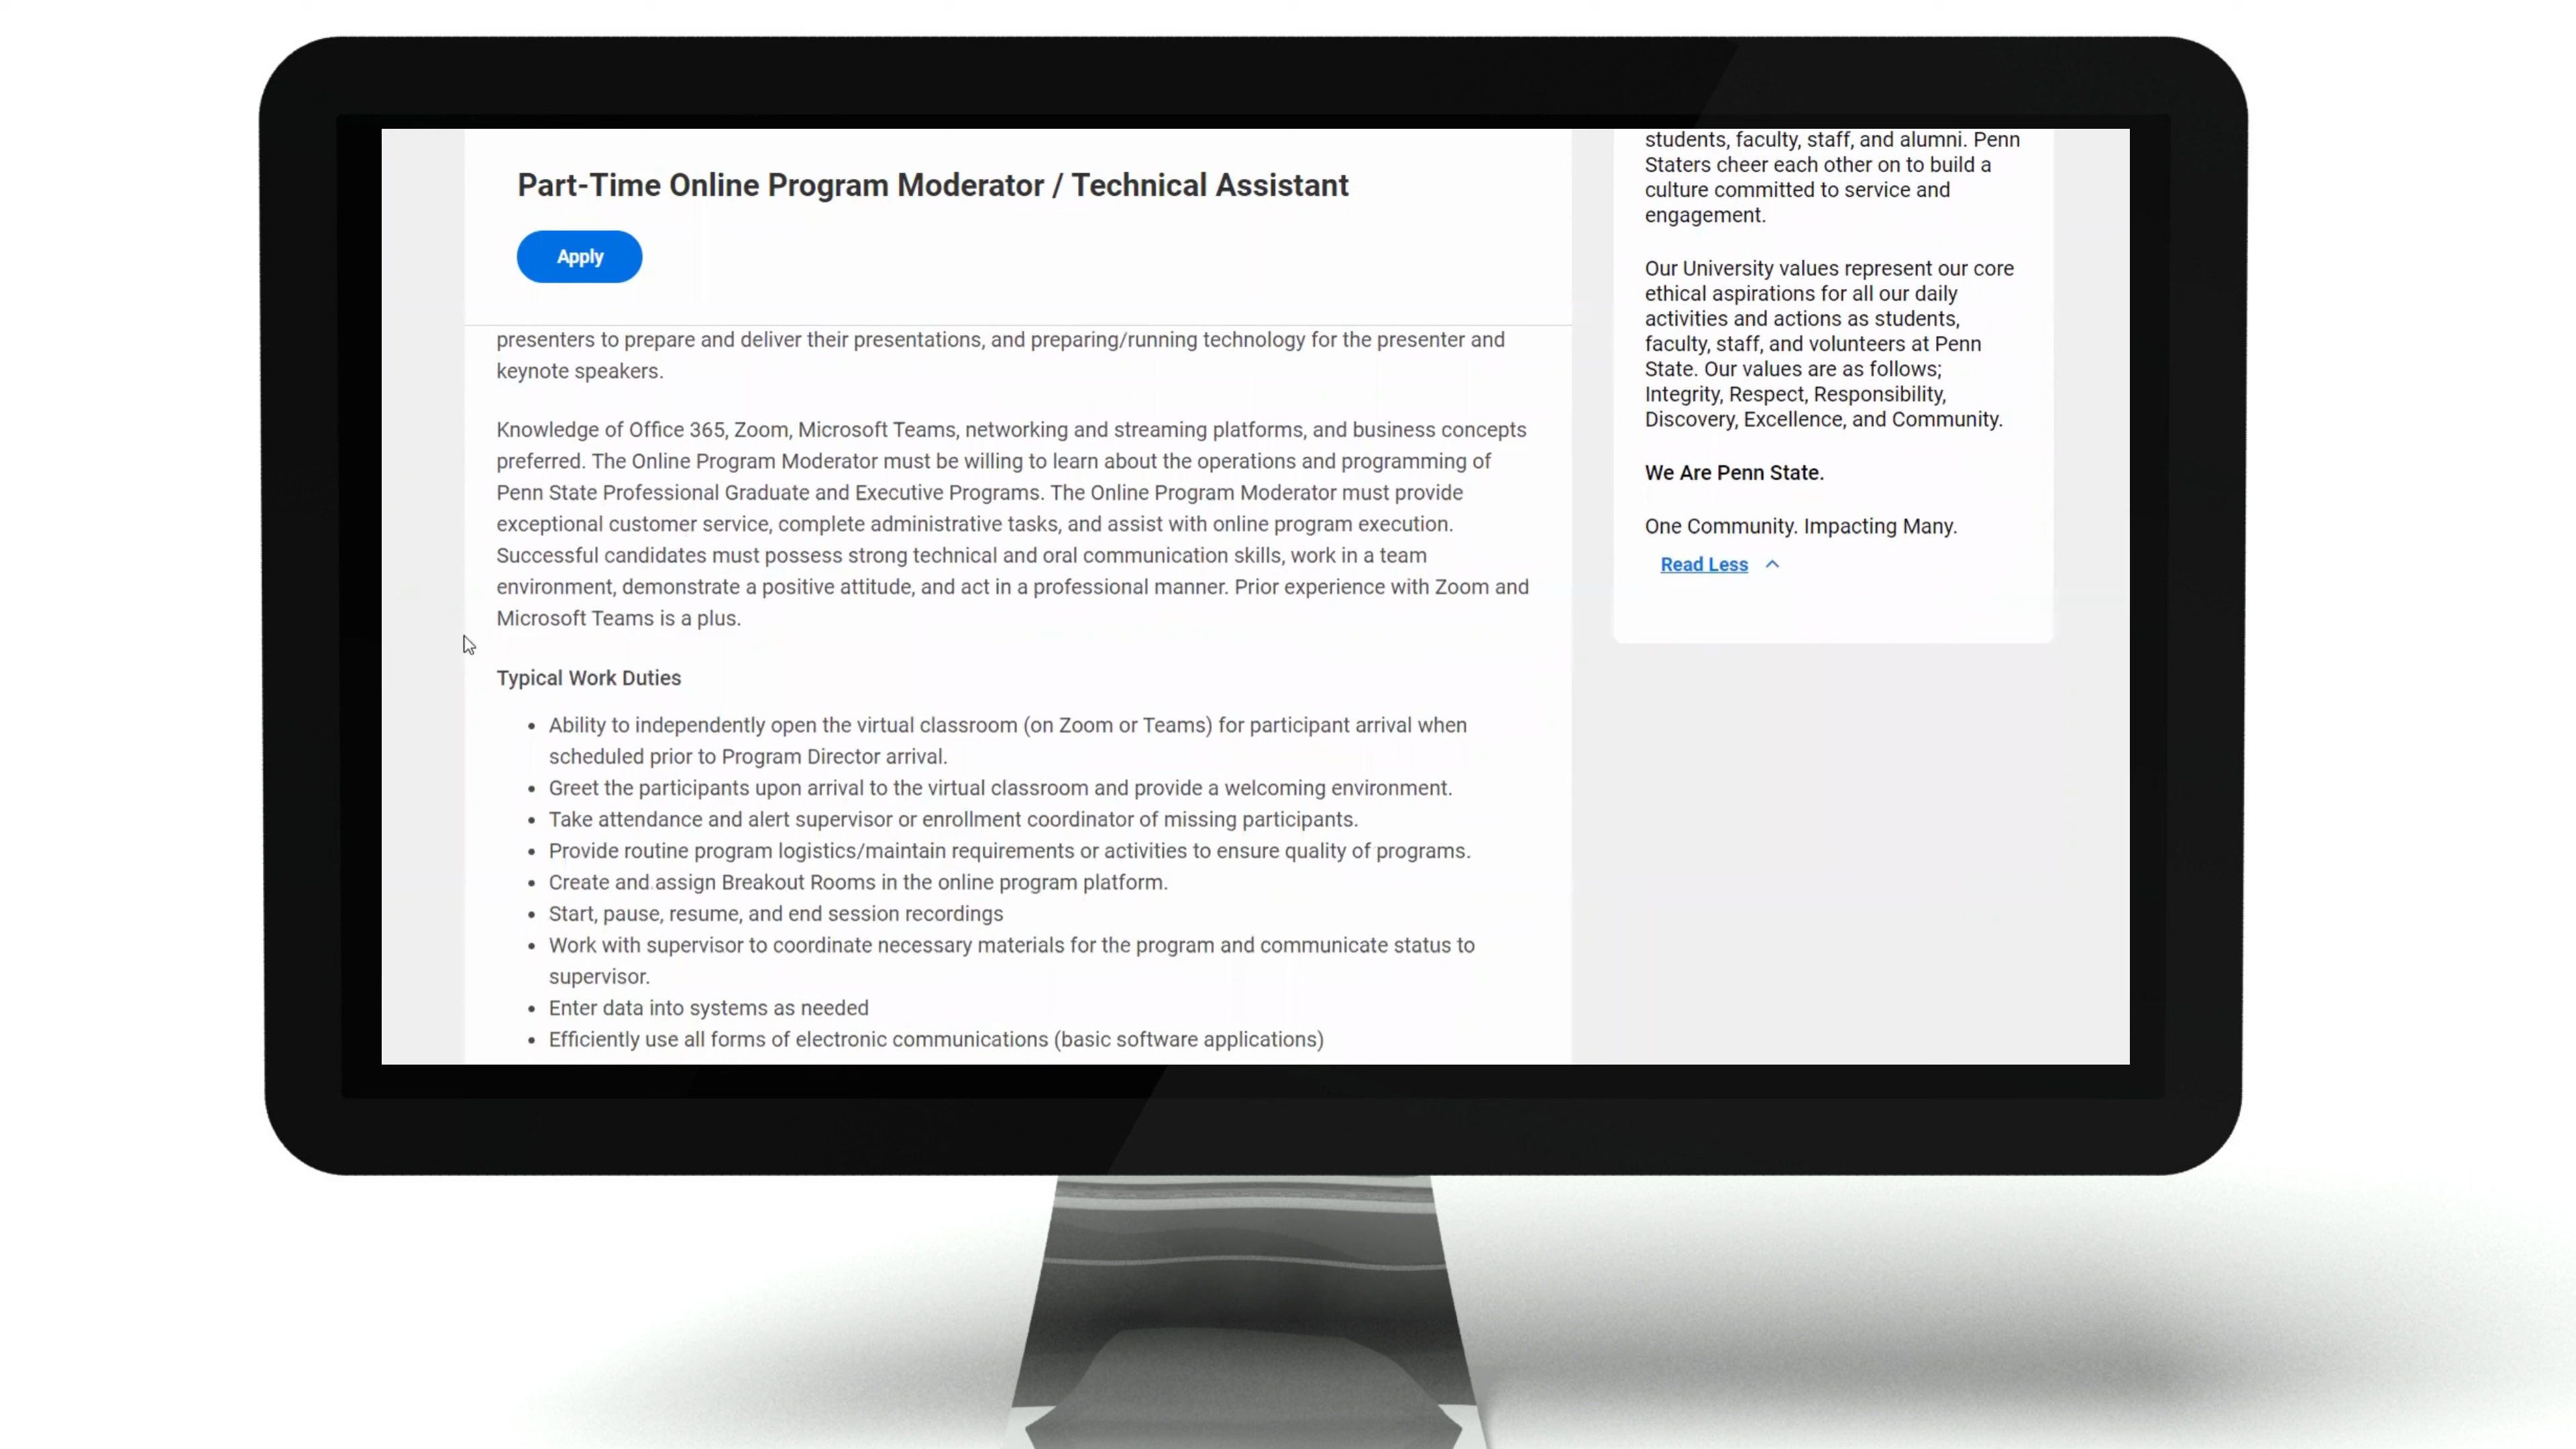 Part-Time Online Program Moderator / Technical Assistant
Apply
presenters to prepare and deliver their presentations, and preparing/running technology for the presenter and
keynote speakers.
Knowledge of Office 365, Zoom, Microsoft Teams, networking and streaming platforms, and business concepts
preferred. The Online Program Moderator must be willing to learn about the operations and programming of
Penn State Professional Graduate and Executive Programs. The Online Program Moderator must provide
exceptional customer service, complete administrative tasks, and assist with online program execution.
Successful candidates must possess strong technical and oral communication skills, work in a team
environment, demonstrate a positive attitude, and act in a professional manner. Prior experience with Zoom and
Microsoft Teams is a plus.
Typical Work Duties
• Ability to independently open the virtual classroom (on Zoom or Teams) for participant arrival when
scheduled prior to Program Director arrival.
• Greet the participants upon arrival to the virtual classroom and provide a welcoming environment.
• Take attendance and alert supervisor or enrollment coordinator of missing participants.
• Provide routine program logistics/maintain requirements or activities to ensure quality of programs.
• Create and assign Breakout Rooms in the online program platform.
• Start, pause, resume, and end session recordings
• Work with supervisor to coordinate necessary materials for the program and communicate status to
supervisor.
• Enter data into systems as needed
• Efficiently use all forms of electronic communications (basic software applications)
students, faculty, staff, and alumni. Penn
Staters cheer each other on to build a
culture committed to service and
engagement.
Our University values represent our core
ethical aspirations for all our daily
activities and actions as students,
faculty, staff, and volunteers at Penn
State. Our values are as follows;
Integrity, Respect, Responsibility,
Discovery, Excellence, and Community.
We Are Penn State.
One Community. Impacting Many.
Read Less